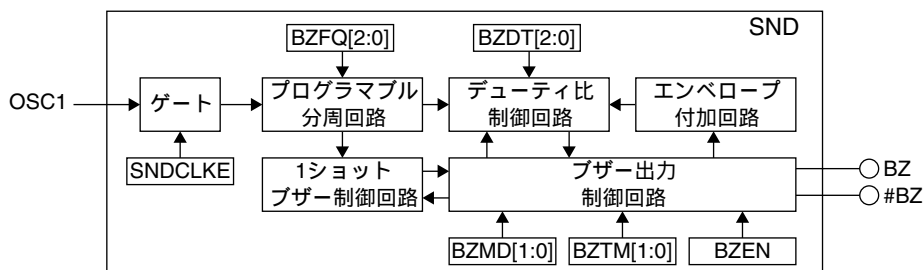 SND
BZFQ[2:0]
BZDT[2:0]
OSC1
ゲート
プログラマブル
分周回路
デューティ比
制御回路
エンベロープ
付加回路
SNDCLKE
1ショット
ブザー制御回路
ブザー出力
制御回路
BZ
#BZ
BZMD[1:0]
BZTM[1:0]
BZEN